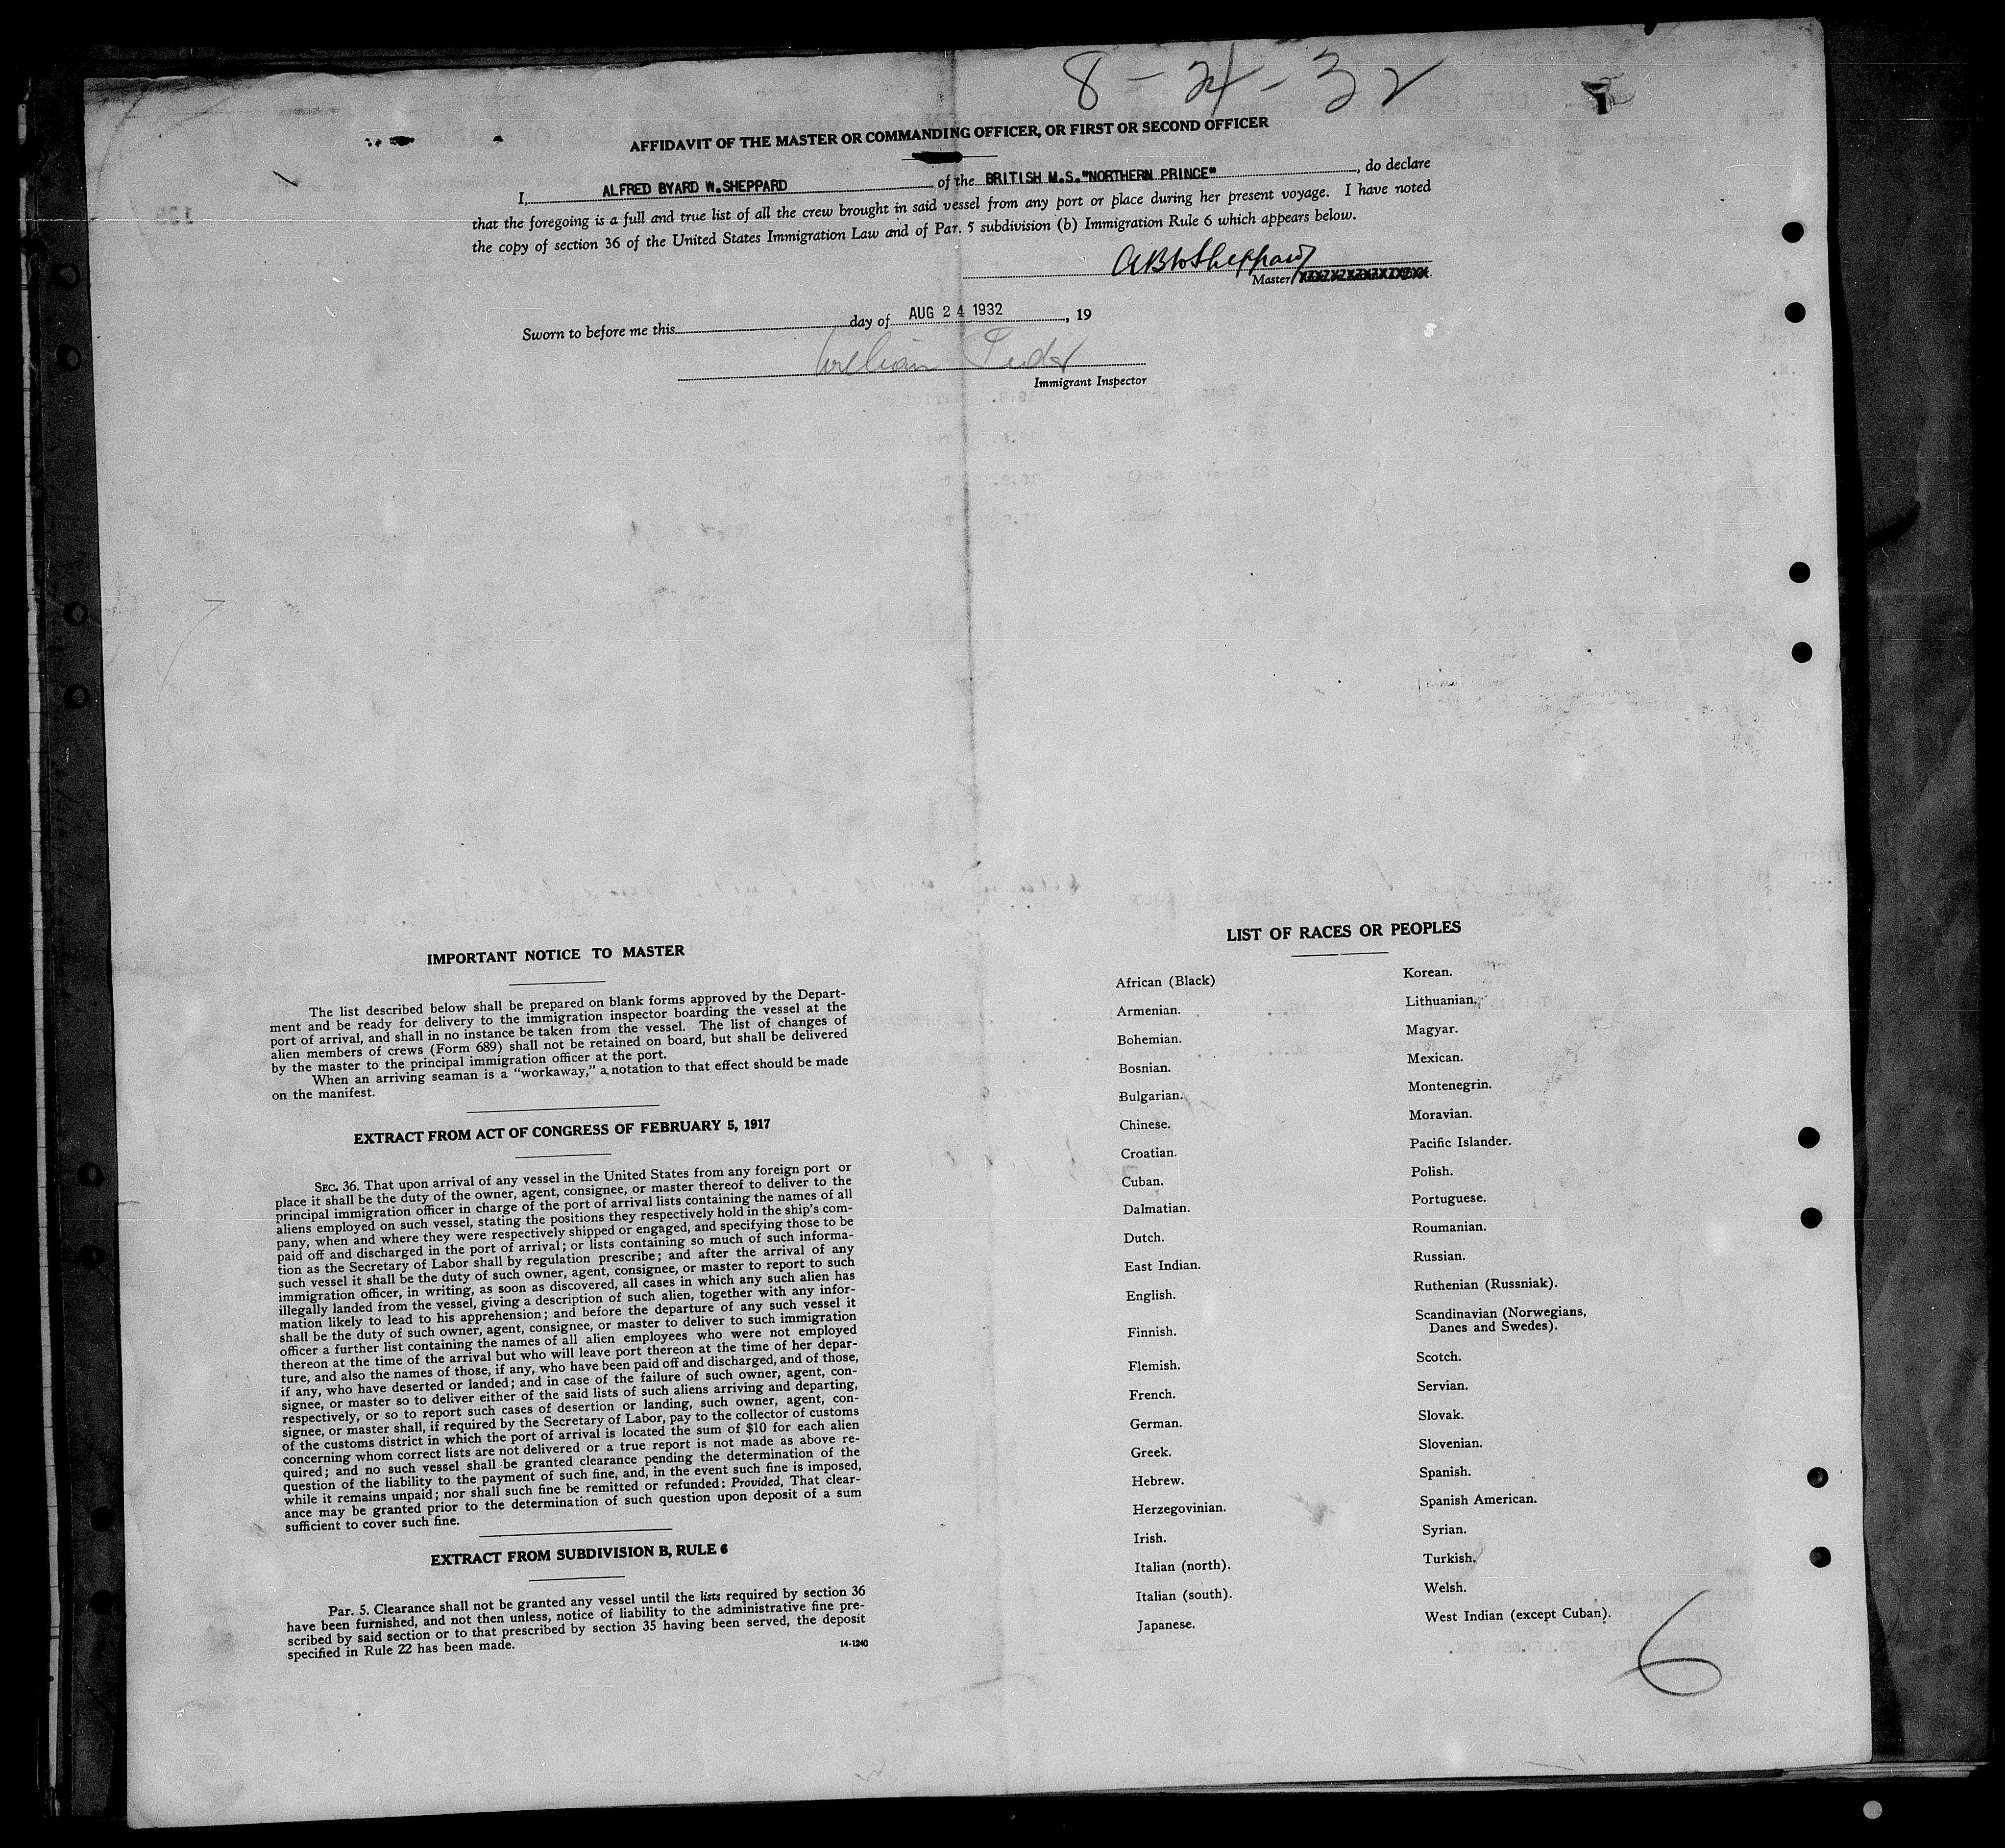 8-24-32
AFFIDAVIT OF THE MASTER OR COMMANDING OFFICER, OR FIRST OR SECOND OFFICER
I, ALFRED BYARD W.SHEPPARD of the BRITISH M.S."NORTHERN PRINCE", do declare
that the foregoing is a full and true list of all the crew brought in said vessel from any port or place during her present voyage. I have noted
the copy of section 36 of the United States Immigration Law and of Par. 5 subdivision (b) Immigration Rule 6 which appears below.
ABW Sheppard
Master
Sworn to before me this day of AUG 24 1932, 19
William
Immigrant Inspector
IMPORTANT NOTICE TO MASTER
The list described below shall be prepared on blank forms approved by the Depart-
ment and be ready for delivery to the immigration inspector boarding the vessel at the
port of arrival, and shall in no instance be taken from the vessel. The list of changes of
alien members of crews (Form 689) shall not be retained on board, but shall be delivered
by the master to the principal immigration officer at the port.
When an arriving seaman is a "workaway," a notation to that effect should be made
on the manifest.
EXTRACT FROM ACT OF CONGRESS OF FEBRUARY 5, 1917
SEC. 36. That upon arrival of any vessel in the United States from any foreign port or
place it shall be the duty of the owner, agent, consignee, or master thereof to deliver to the
principal immigration officer in charge of the port of arrival lists containing the names of all
aliens employed on such vessel, stating the positions they respectively hold in the ship's com-
pany, when and where they were respectively shipped or engaged, and specifying those to be
paid off and discharged in the port of arrival; or lists containing so much of such informa-
tion as the Secretary of Labor shall by regulation prescribe; and after the arrival of any
such vessel it shall be the duty of such owner, agent, consignee, or master to report to such
immigration officer, in writing, as soon as discovered, all cases in which any such alien has
illegally landed from the vessel, giving a description of such alien, together with any infor-
mation likely to lead to his apprehension; and before the departure of any such vessel it
shall be the duty of such owner, agent, consignee, or master to deliver to such immigration
officer a further list containing the names of all alien employees who were not employed
thereon at the time of the arrival but who will leave port thereon at the time of her depar-
ture, and also the names of those, if any, who have been paid off and discharged, and of those,
if any, who have deserted or landed; and in case of the failure of such owner, agent, con-
signee, or master so to deliver either of the said lists of such aliens arriving and departing,
respectively, or so to report such cases of desertion or landing, such owner, agent, con-
signee, or master shall, if required by the Secretary of Labor, pay to the collector of customs
of the customs district in which the port of arrival is located the sum of $10 for each alien
concerning whom correct lists are not delivered or a true report is not made as above re-
quired; and no such vessel shall be granted clearance pending the determination of the
question of the liability to the payment of such fine, and, in the event such fine is imposed,
while it remains unpaid; nor shall such fine be remitted or refunded: Provided, That clear-
ance may be granted prior to the determination of such question upon deposit of a sum
sufficient to cover such fine.
EXTRACT FROM SUBDIVISION B, RULE 6
Par. 5. Clearance shall not be granted any vessel until the lists required by section 36
have been furnished, and not then unless, notice of liability to the administrative fine pre-
scribed by said section or to that prescribed by section 35 having been served, the deposit
specified in Rule 22 has been made.
14-1240
LIST OF RACES OR PEOPLES
African (Black)
Armenian.
Bohemian.
Bosnian.
Bulgarian.
Chinese.
Croatian.
Cuban.
Dalmatian.
Dutch.
East Indian.
English.
Finnish.
Flemish.
French.
German.
Greek.
Hebrew.
Herzegovinian.
Irish.
Italian (north).
Italian (south).
Japanese.
Korean.
Lithuanian.
Magyar.
Mexican.
Montenegrin.
Moravian.
Pacific Islander.
Polish.
Portuguese.
Roumanian.
Russian.
Ruthenian (Russniak).
Scandinavian (Norwegians,
Danes and Swedes).
Scotch.
Servian.
Slovak.
Slovenian.
Spanish.
Spanish American.
Syrian.
Turkish.
Welsh.
West Indian (except Cuban).
6